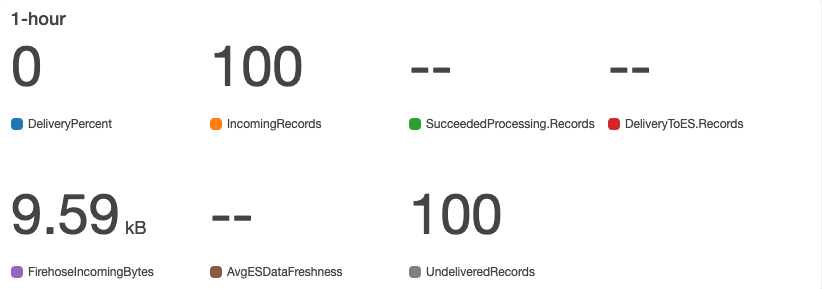 1-hour
0 100 -- --
DeliveryPercent IncomingRecords SucceededProcessing.Records DeliveryToES.Records
9.59 kB -- 100
FirehoseIncomingBytes AvgESDataFreshness UndeliveredRecords